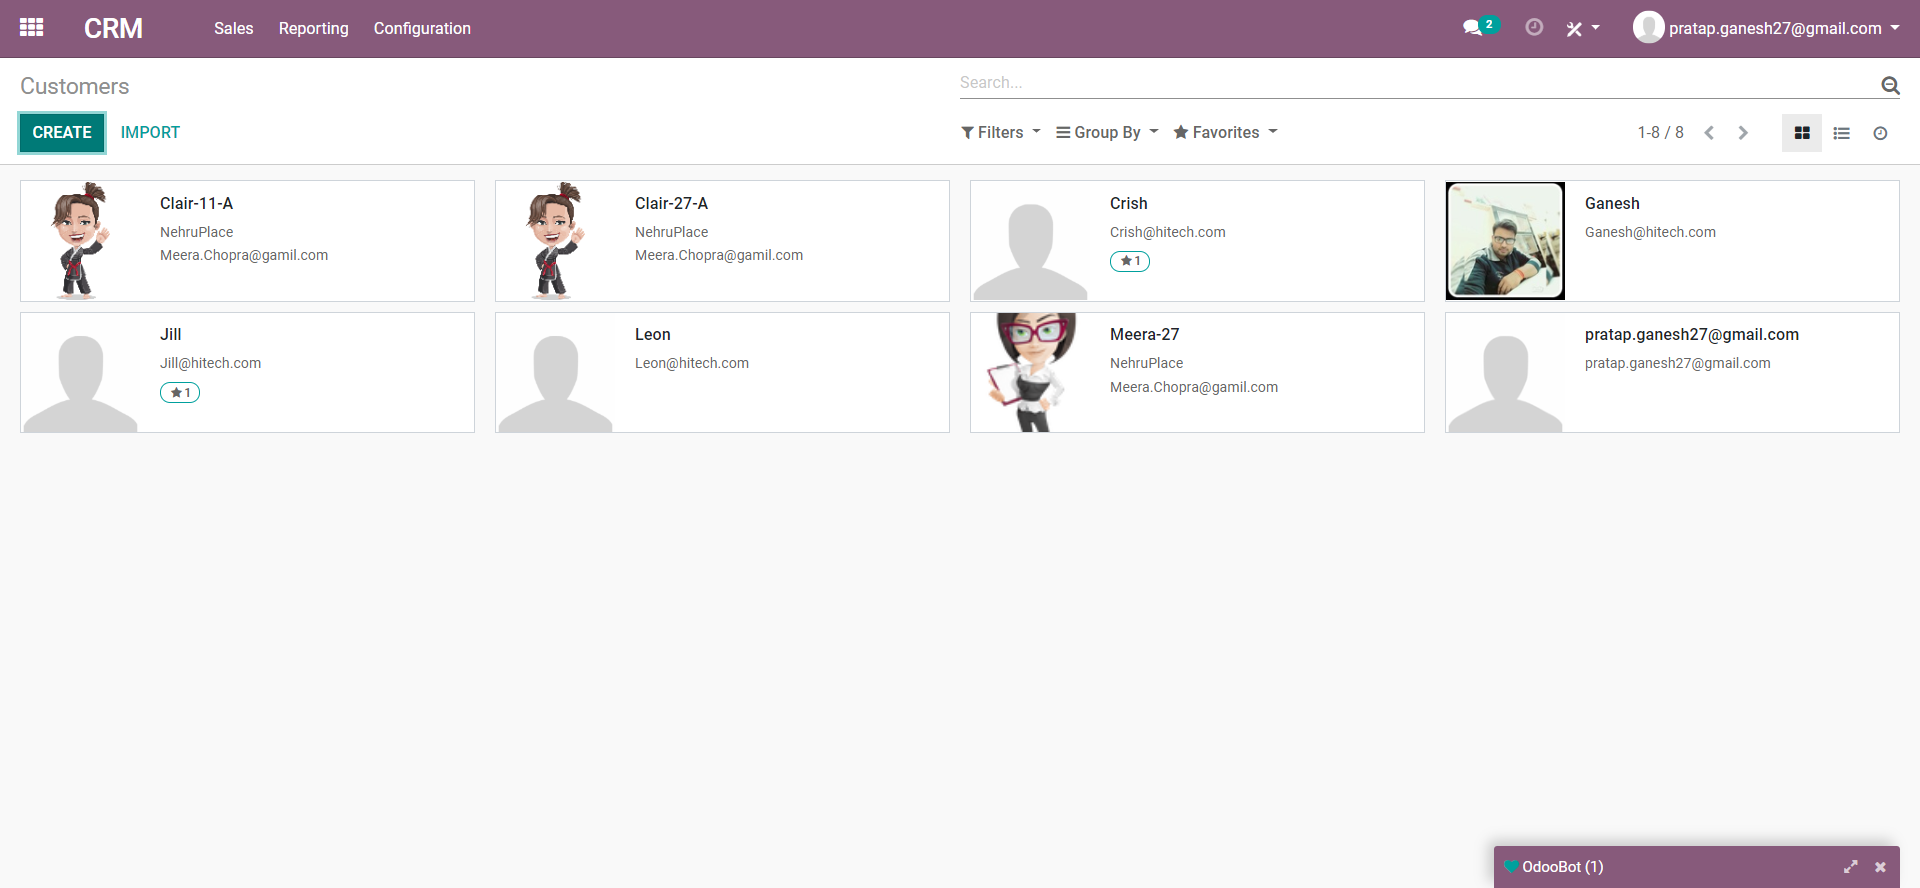 CRM Sales Reporting Configuration 2 pratap.ganesh27@gmail.com
Customers Search...
CREATE IMPORT Filters Group By Favorites 1-8 / 8
Clair-11-A
NehruPlace
Meera.Chopra@gamil.com
Clair-27-A
NehruPlace
Meera.Chopra@gamil.com
Crish
Crish@hitech.com
1
Ganesh
Ganesh@hitech.com
Jill
Jill@hitech.com
1
Leon
Leon@hitech.com
Meera-27
NehruPlace
Meera.Chopra@gamil.com
pratap.ganesh27@gmail.com
pratap.ganesh27@gmail.com
OdooBot (1)